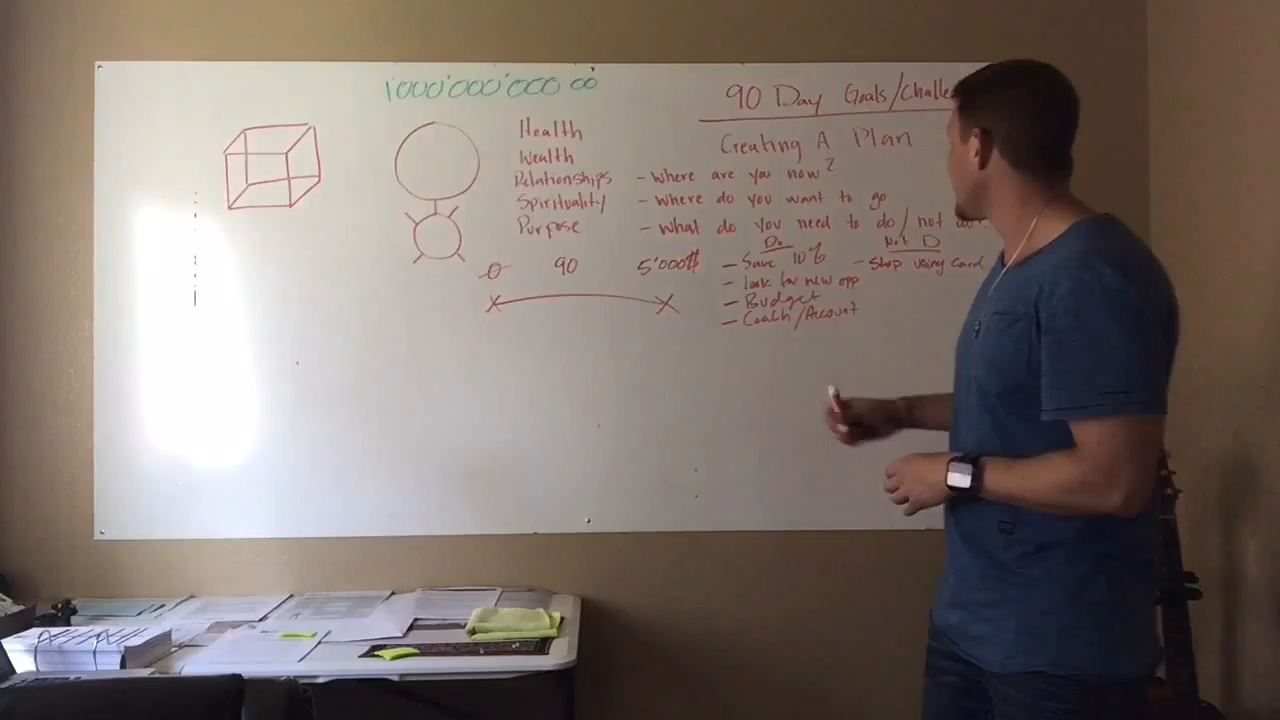 1000'000'000 00
90 Day Goals/Challe
Creating A Plan
Health
Wealth
Relationships
Spirituality
Purpose
- where are you now?
- where do you want to go
- what do you need to do / not do?
0 90 5'000$
Do
- Save 10%
- look for new opp
- Budget
- Coach/Account
Not D
- Stop using card